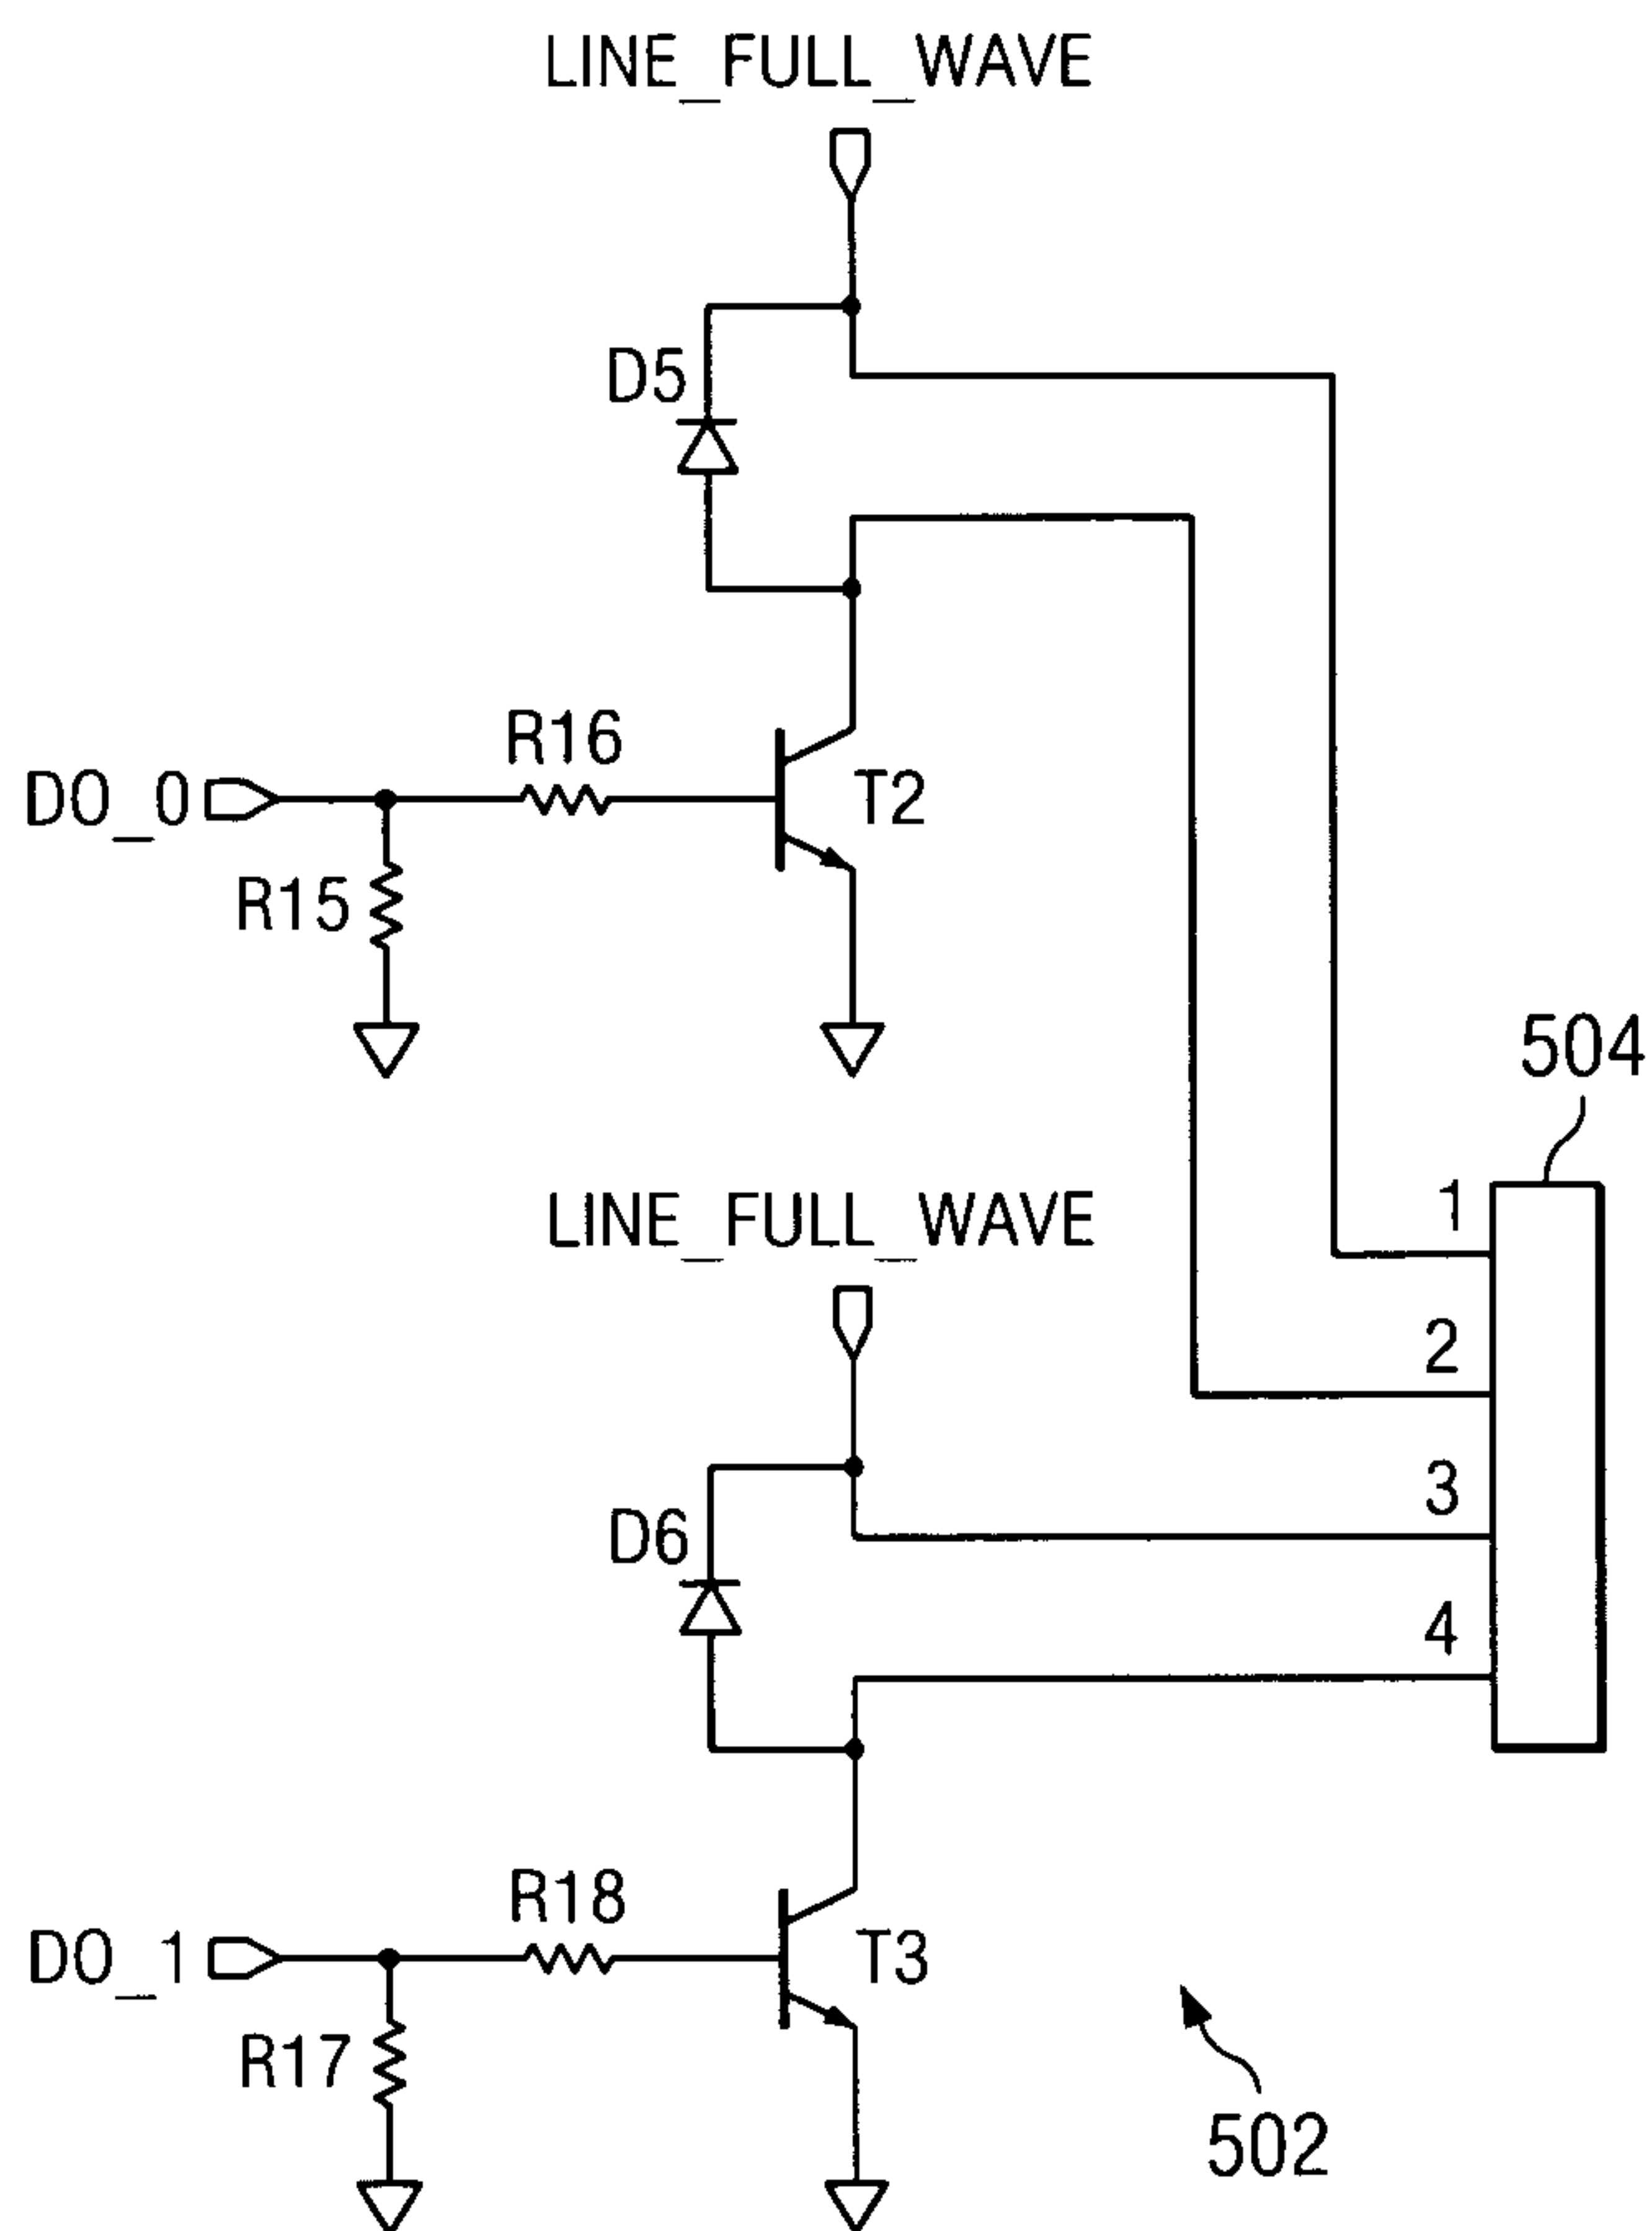 LINE_FULL_WAVE
D5
R16
DO_0
T2
R15
504
1
LINE_FULL_WAVE
2
3
D6
4
R18
DO_1
T3
R17
502